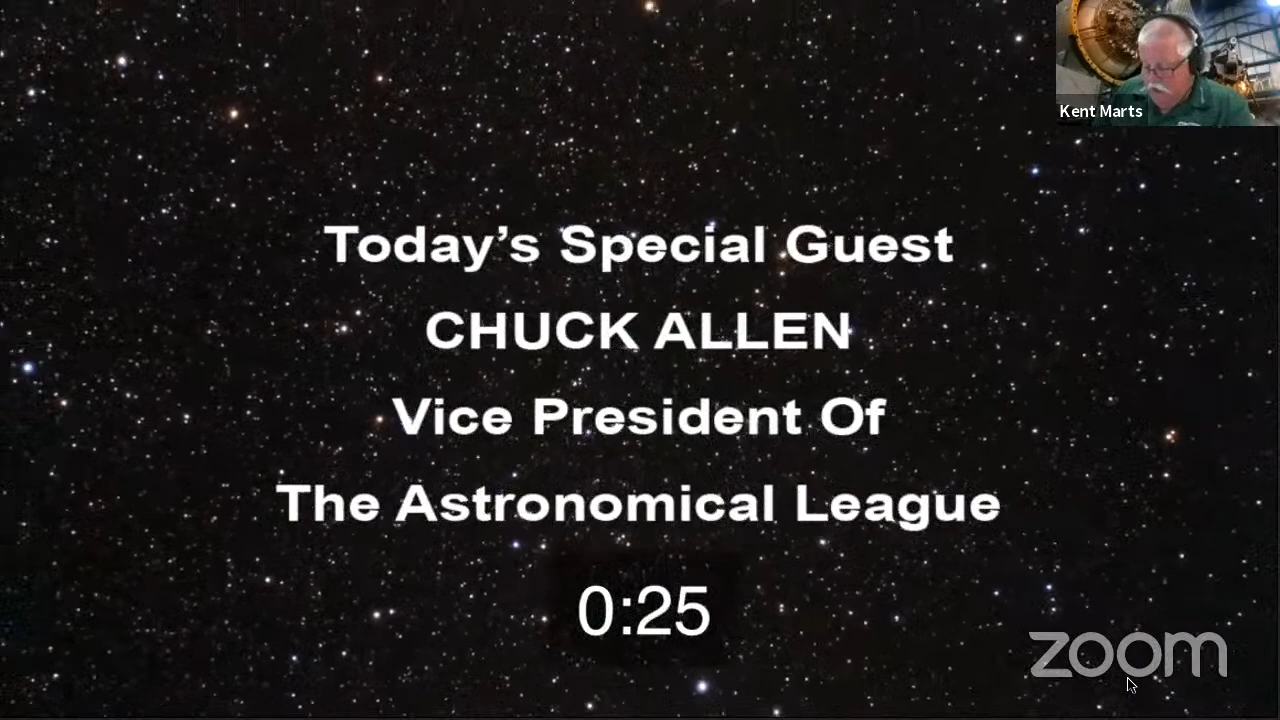 Kent Marts
Today's Special Guest
CHUCK ALLEN
Vice President Of
The Astronomical League
0:25
zoom